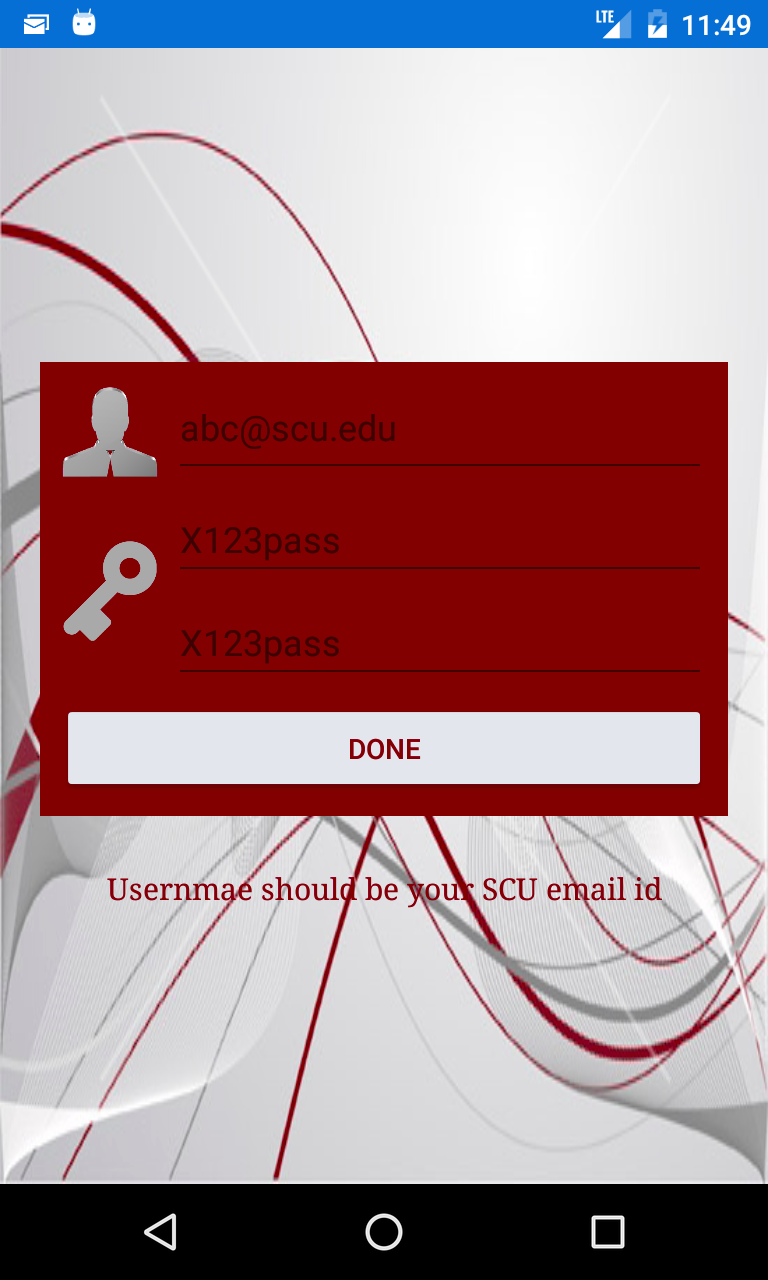 LTE 11:49
abc@scu.edu
X123pass
X123pass
DONE
Usernmae should be your SCU email id